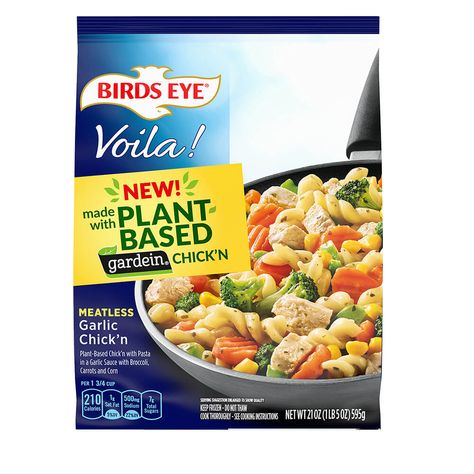 BIRDS EYE®
Voila!
NEW!
made with PLANT-BASED
gardein® CHICK'N
MEATLESS
Garlic
Chick'n
Plant-Based Chick'n with Pasta
in a Garlic Sauce with Broccoli,
Carrots and Corn
PER 1 3/4 CUP
210 Calories
1g Sat. Fat
500mg Sodium
22% DV
7g Total Sugars
SERVING SUGGESTION ENLARGED TO SHOW QUALITY
KEEP FROZEN - DO NOT THAW
COOK THOROUGHLY - SEE COOKING INSTRUCTIONS
NET WT 21 OZ (1 LB 5 OZ) 595g